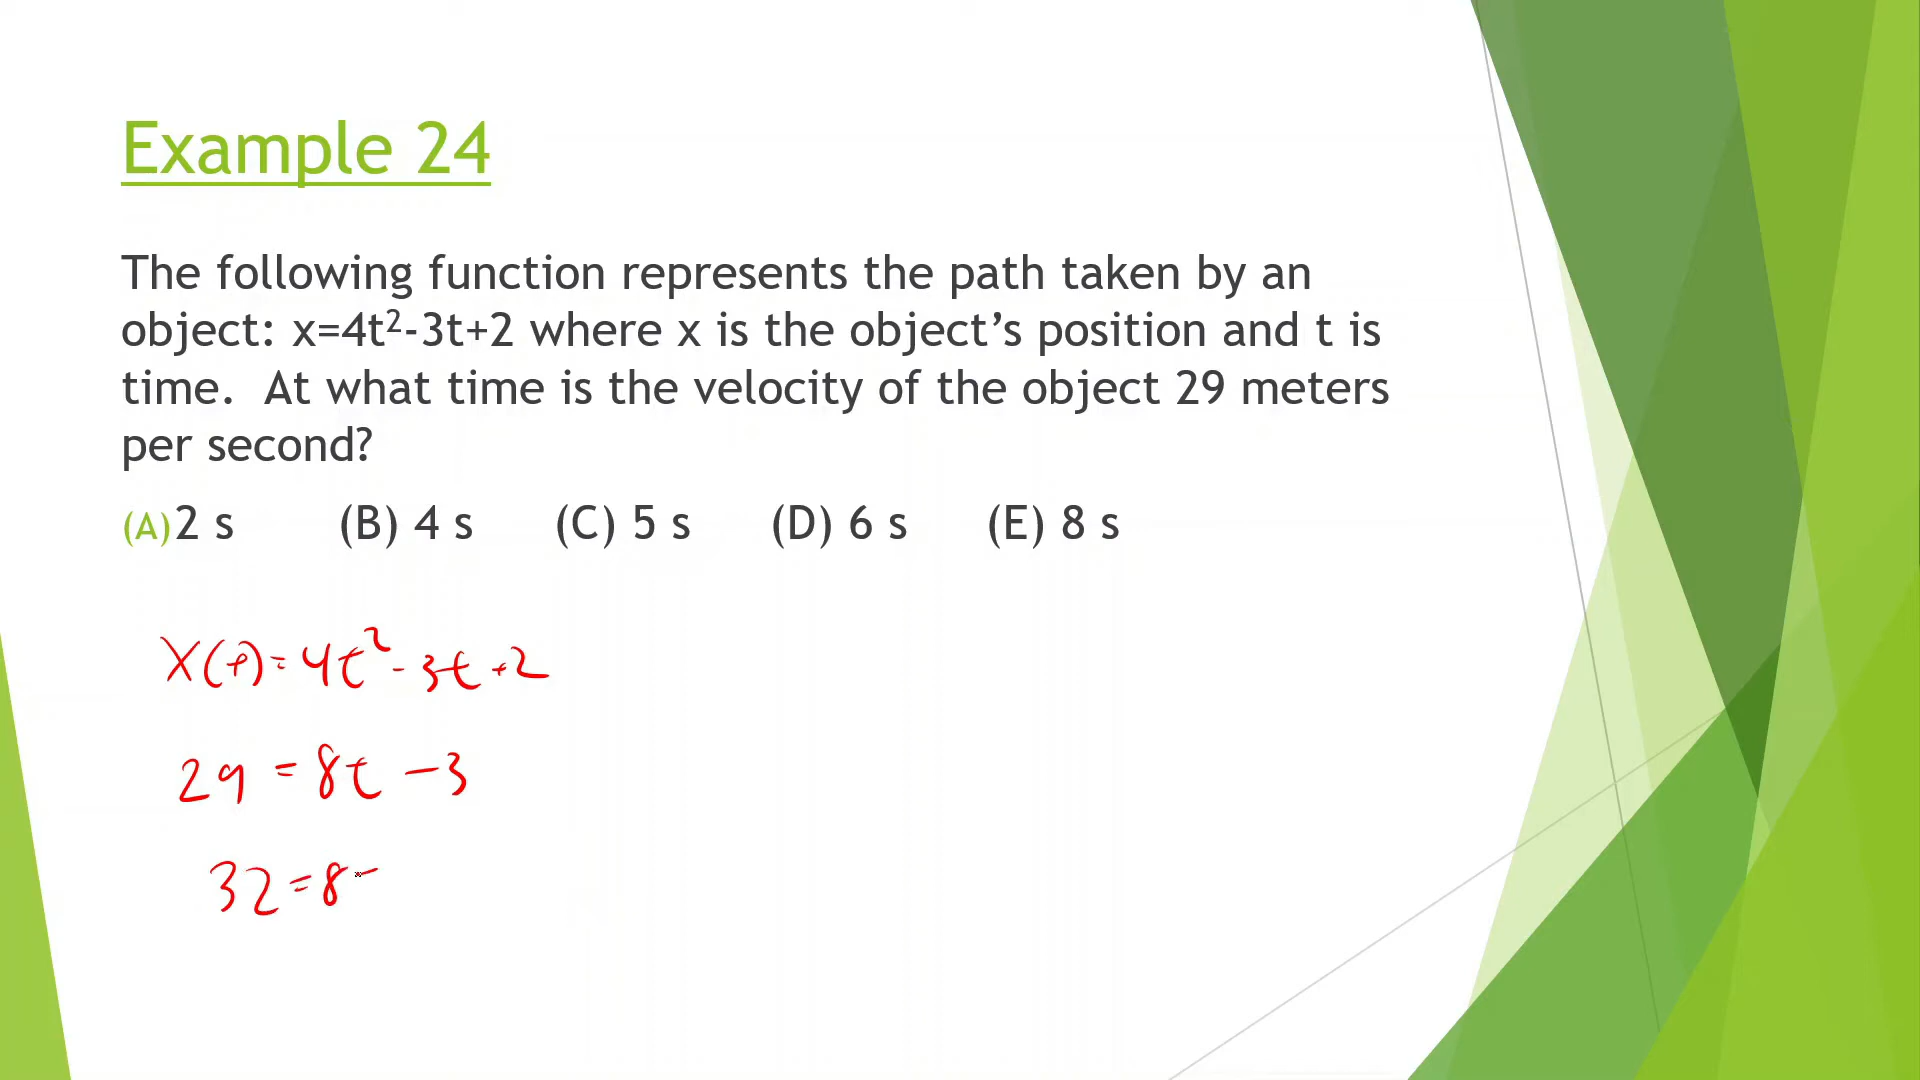 Example 24
The following function represents the path taken by an
object: x=4t²-3t+2 where x is the object’s position and t is
time.  At what time is the velocity of the object 29 meters
per second?
(A) 2 s (B) 4 s (C) 5 s (D) 6 s (E) 8 s
x(t)=4t²-3t+2
29=8t-3
32=8